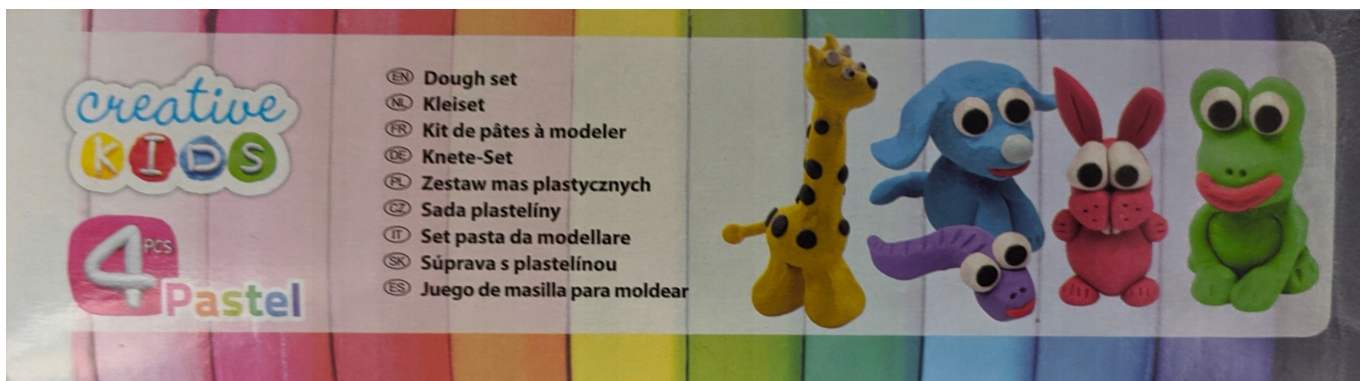 creative
KIDS
4 PCS
Pastel
EN Dough set
NL Kleiset
FR Kit de pâtes à modeler
DE Knete-Set
PL Zestaw mas plastycznych
CZ Sada plastelíny
IT Set pasta da modellare
SK Súprava s plastelínou
ES Juego de masilla para moldear